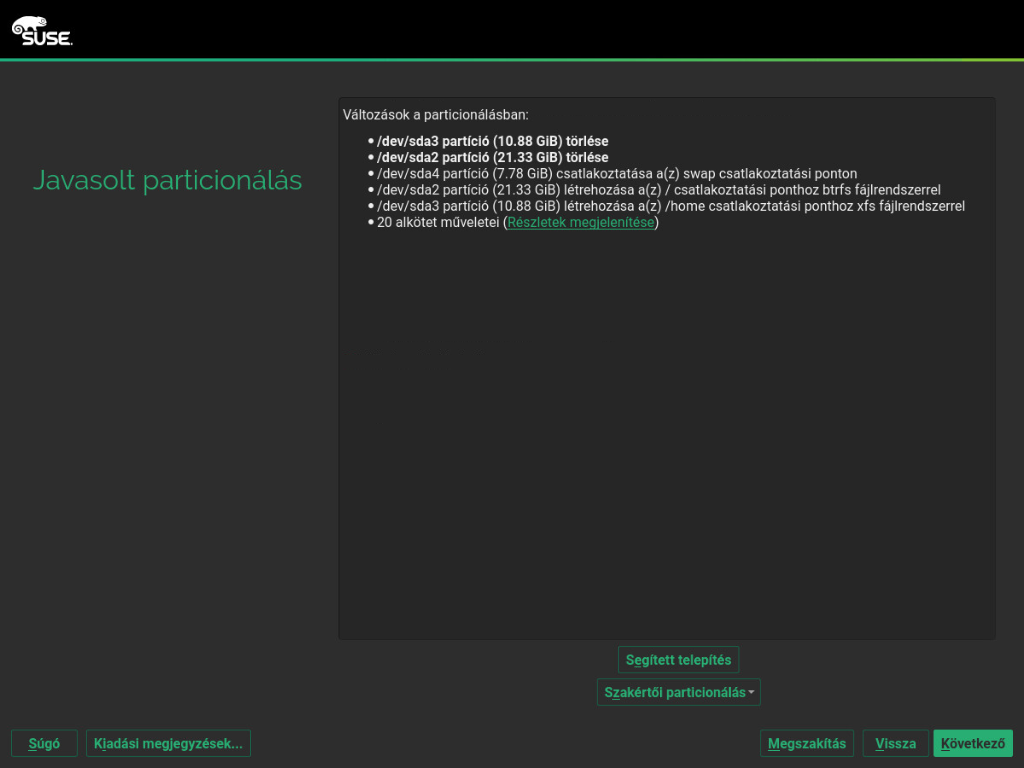 SUSE.
Javasolt particionálás
Változások a particionálásban:
• /dev/sda3 partíció (10.88 GiB) törlése
• /dev/sda2 partíció (21.33 GiB) törlése
• /dev/sda4 partíció (7.78 GiB) csatlakoztatása a(z) swap csatlakoztatási ponton
• /dev/sda2 partíció (21.33 GiB) létrehozása a(z) / csatlakoztatási ponthoz btrfs fájlrendszerrel
• /dev/sda3 partíció (10.88 GiB) létrehozása a(z) /home csatlakoztatási ponthoz xfs fájlrendszerrel
• 20 alkötet műveletei (Részletek megjelenítése)
Segített telepítés
Szakértői particionálás
Súgó Kiadási megjegyzések... Megszakítás Vissza Következő